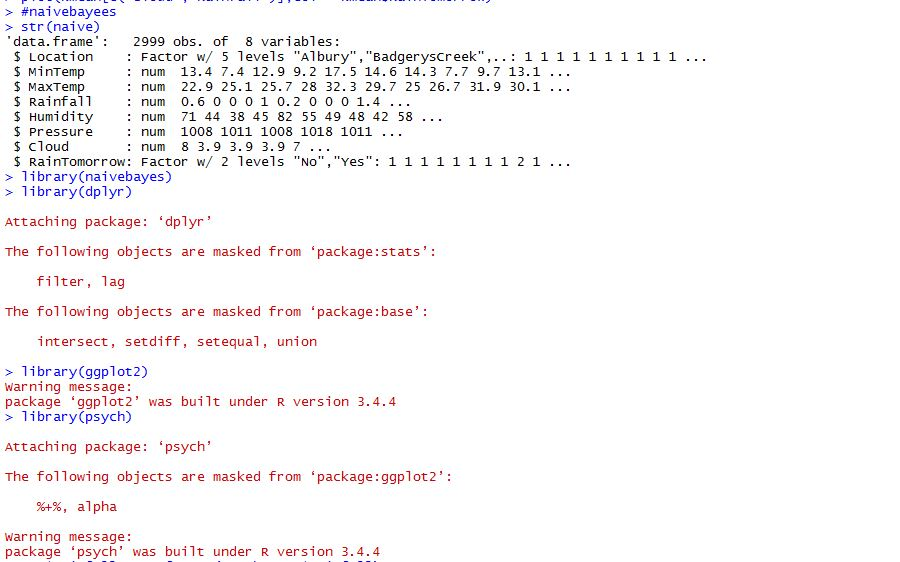 > #naivebayees
> str(naive)
'data.frame':   2999 obs. of  8 variables:
 $ Location    : Factor w/ 5 levels "Albury","BadgerysCreek",..: 1 1 1 1 1 1 1 1 1 1 ...
 $ MinTemp     : num  13.4 7.4 12.9 9.2 17.5 14.6 14.3 7.7 9.7 13.1 ...
 $ MaxTemp     : num  22.9 25.1 25.7 28 32.3 29.7 25 26.7 31.9 30.1 ...
 $ Rainfall    : num  0.6 0 0 0 1 0.2 0 0 0 1.4 ...
 $ Humidity    : num  71 44 38 45 82 55 49 48 42 58 ...
 $ Pressure    : num  1008 1011 1008 1018 1011 ...
 $ Cloud       : num  8 3.9 3.9 3.9 7 ...
 $ RainTomorrow: Factor w/ 2 levels "No","Yes": 1 1 1 1 1 1 1 1 2 1 ...
> library(naivebayes)
> library(dplyr)
Attaching package: ‘dplyr’
The following objects are masked from ‘package:stats’:
filter, lag
The following objects are masked from ‘package:base’:
intersect, setdiff, setequal, union
> library(ggplot2)
Warning message:
package ‘ggplot2’ was built under R version 3.4.4
> library(psych)
Attaching package: ‘psych’
The following objects are masked from ‘package:ggplot2’:
%+%, alpha
Warning message:
package ‘psych’ was built under R version 3.4.4